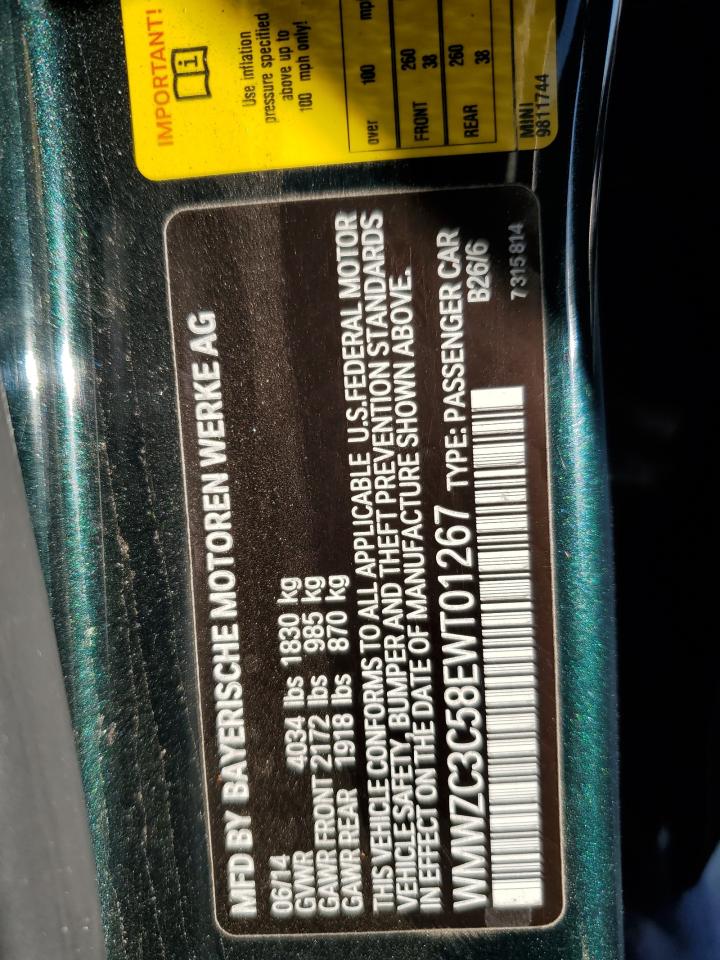 MFD BY BAYERISCHE MOTOREN WERKE AG
06/14
GVWR 4034 lbs 1830 kg
GAWR FRONT 2172 lbs 985 kg
GAWR REAR 1918 lbs 870 kg
THIS VEHICLE CONFORMS TO ALL APPLICABLE U.S.FEDERAL MOTOR
VEHICLE SAFETY, BUMPER AND THEFT PREVENTION STANDARDS
IN EFFECT ON THE DATE OF MANUFACTURE SHOWN ABOVE.
WMWZC3C58EWT01267 TYPE: PASSENGER CAR
B26/6
7 315 814
IMPORTANT!
Use inflation
pressure specified
above up to
100 mph only!
over 100 mph
FRONT 260
38
REAR 260
38
MINI
9811744